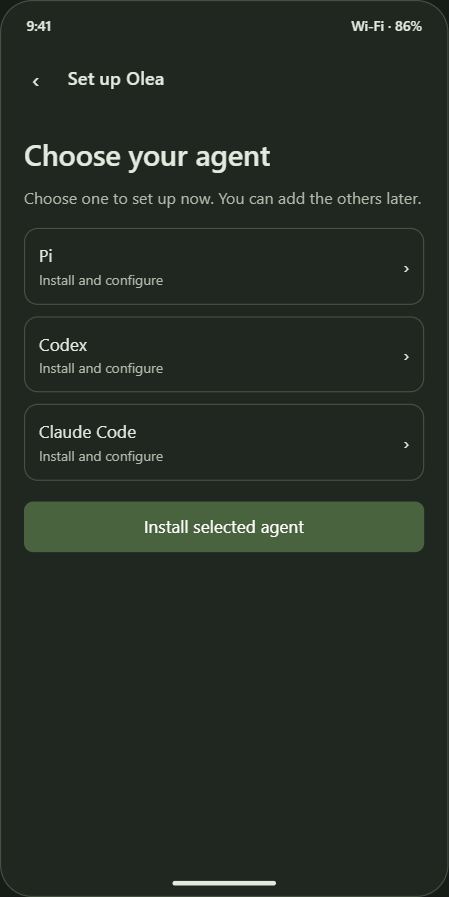 9:41
Wi-Fi · 86%
‹ Set up Olea
Choose your agent
Choose one to set up now. You can add the others later.
Pi
Install and configure
›
Codex
Install and configure
›
Claude Code
Install and configure
›
Install selected agent